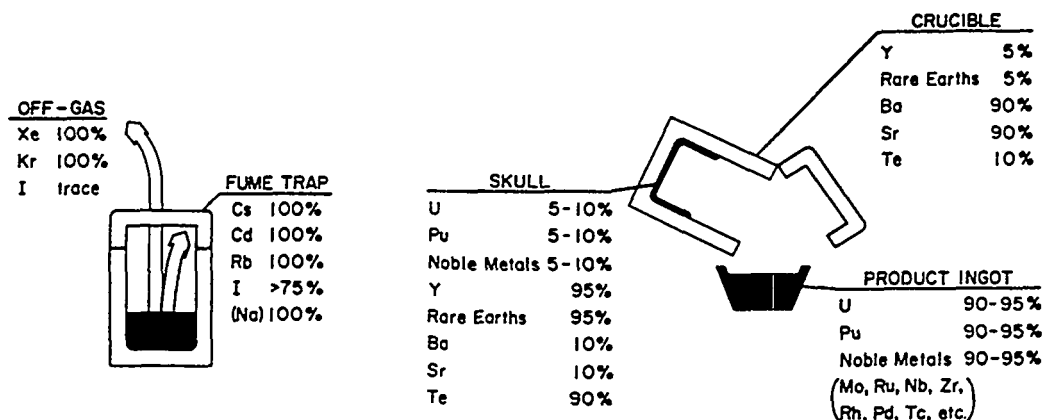 OFF-GAS
Xe 100%
Kr 100%
I trace
FUME TRAP
Cs 100%
Cd 100%
Rb 100%
I >75%
(Na) 100%
SKULL
U 5-10%
Pu 5-10%
Noble Metals 5-10%
Y 95%
Rare Earths 95%
Ba 10%
Sr 10%
Te 90%
CRUCIBLE
Y 5%
Rare Earths 5%
Ba 90%
Sr 90%
Te 10%
PRODUCT INGOT
U 90-95%
Pu 90-95%
Noble Metals 90-95%
(Mo, Ru, Nb, Zr,
Rh, Pd, Tc, etc.)